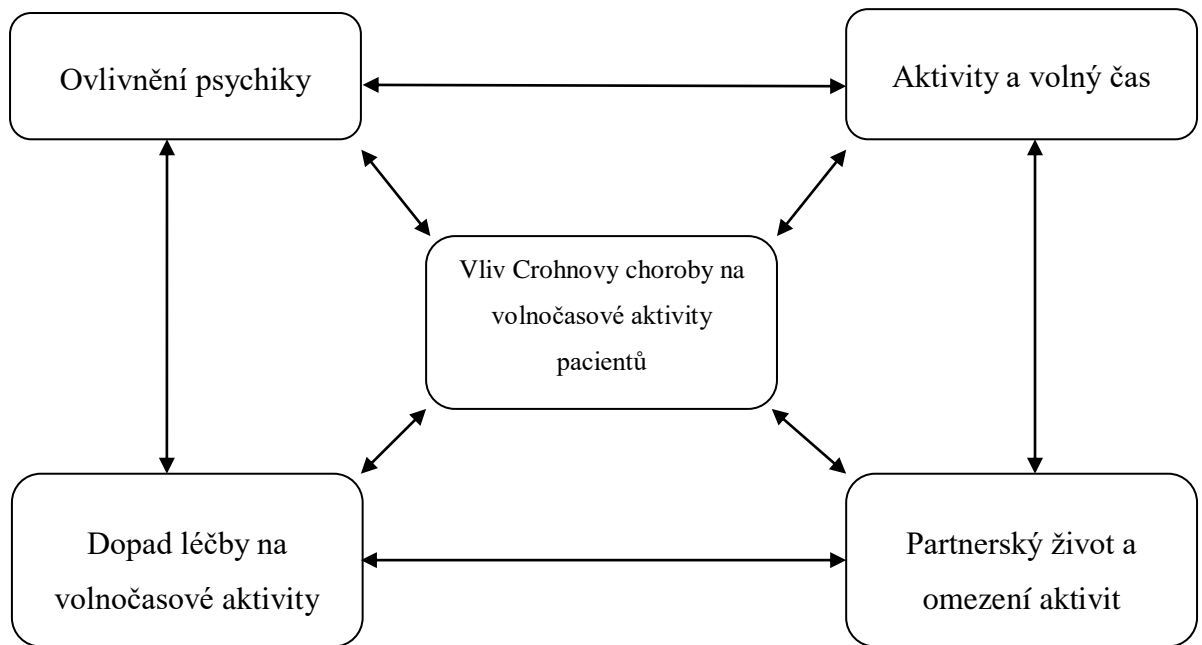 Ovlivnění psychiky
Aktivity a volný čas
Vliv Crohnovy choroby na
volnočasové aktivity
pacientů
Dopad léčby na
volnočasové aktivity
Partnerský život a
omezení aktivit